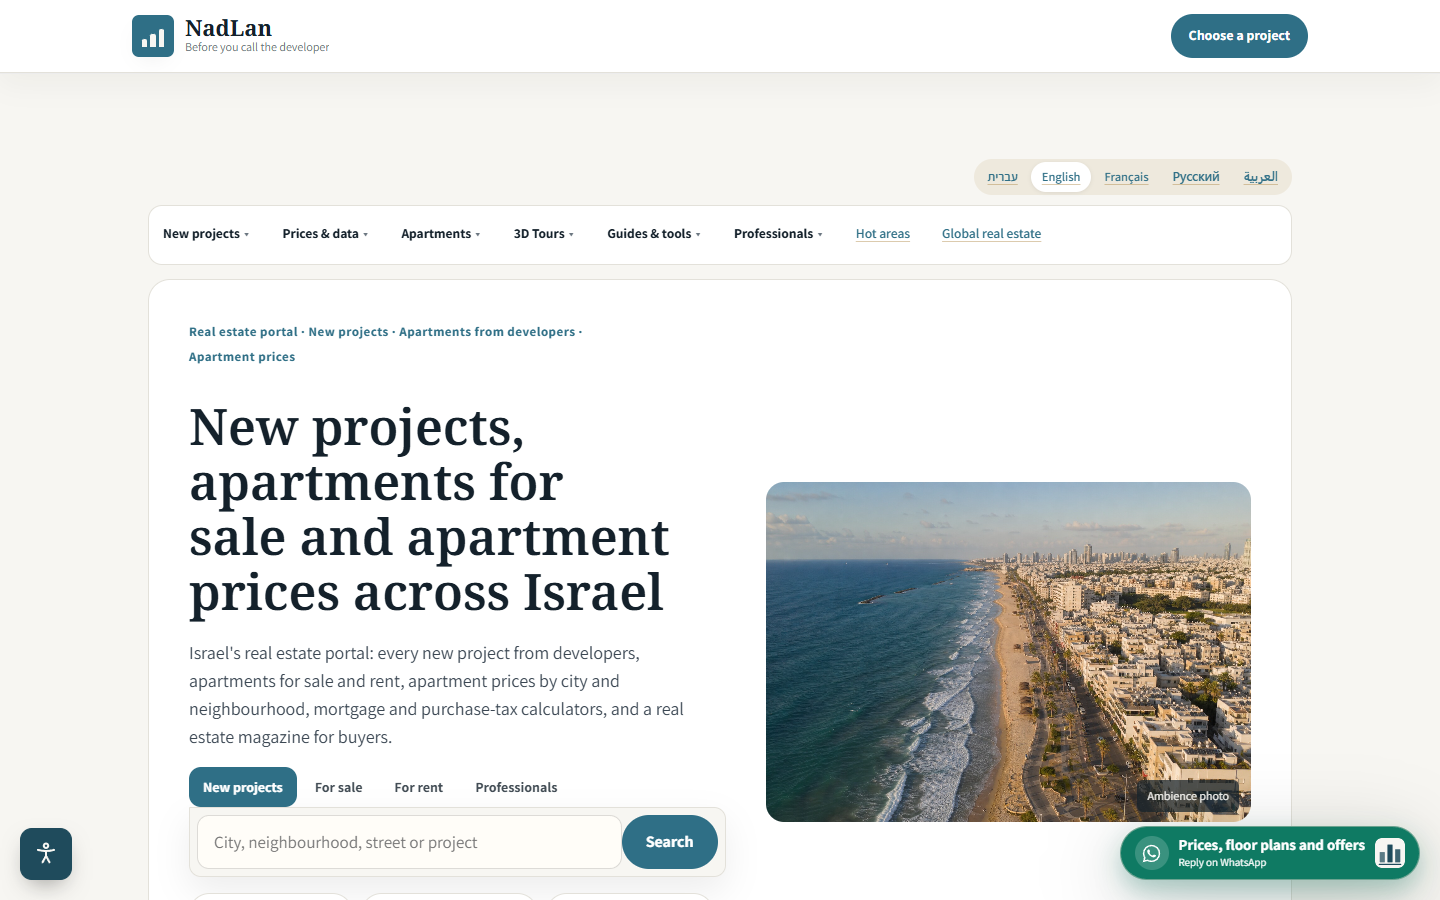 NadLan
Before you call the developer
Choose a project
עברית
English
Français
Русский
العربية
New projects
Prices & data
Apartments
3D Tours
Guides & tools
Professionals
Hot areas
Global real estate
Real estate portal · New projects · Apartments from developers ·
Apartment prices
New projects,
apartments for
sale and apartment
prices across Israel
Israel's real estate portal: every new project from developers,
apartments for sale and rent, apartment prices by city and
neighbourhood, mortgage and purchase-tax calculators, and a real
estate magazine for buyers.
New projects
For sale
For rent
Professionals
City, neighbourhood, street or project
Search
Ambience photo
Prices, floor plans and offers
Reply on WhatsApp